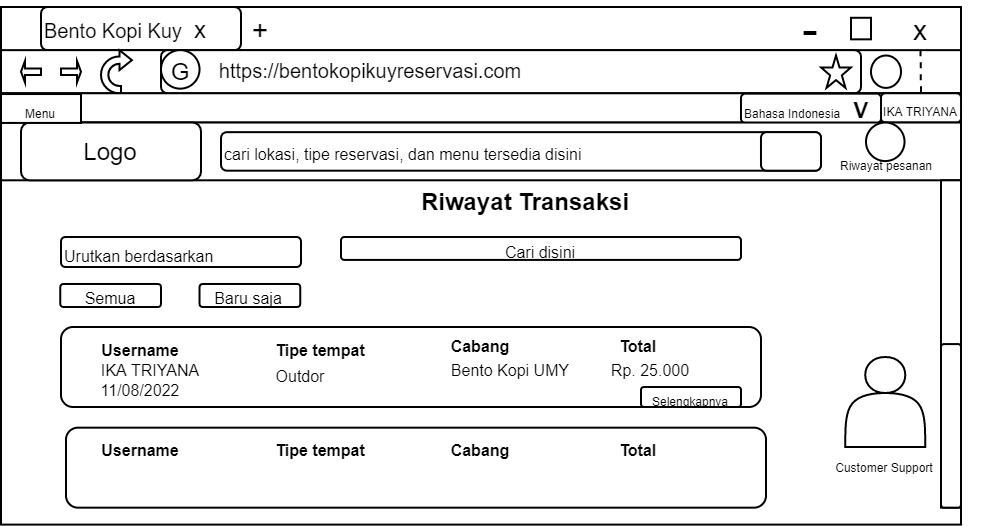 Bento Kopi Kuy x +
x
G https://bentokopikuyreservasi.com
Menu
Bahasa Indonesia V
IKA TRIYANA
Logo
cari lokasi, tipe reservasi, dan menu tersedia disini
Riwayat pesanan
Riwayat Transaksi
Urutkan berdasarkan
Cari disini
Semua
Baru saja
Username Tipe tempat Cabang Total
IKA TRIYANA Outdor Bento Kopi UMY Rp. 25.000
11/08/2022
Selengkapnya
Username Tipe tempat Cabang Total
Customer Support